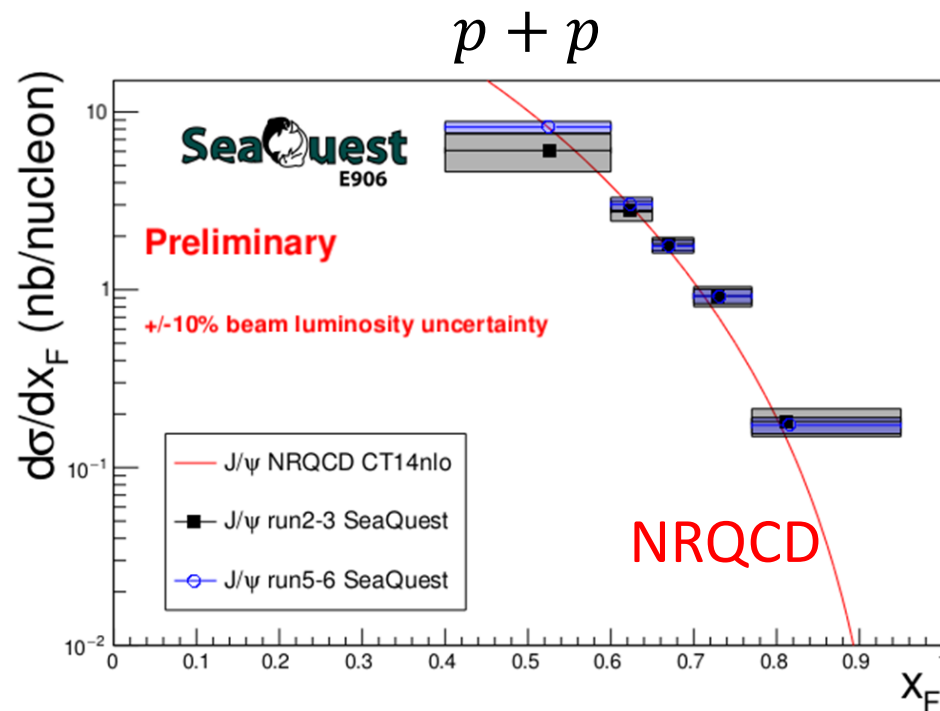 p + p
dσ/dx_F (nb/nucleon)
SeaQuest
E906
Preliminary
+/-10% beam luminosity uncertainty
J/ψ NRQCD CT14nlo
J/ψ run2-3 SeaQuest
J/ψ run5-6 SeaQuest
NRQCD
10
1
10⁻¹
10⁻²
0 0.1 0.2 0.3 0.4 0.5 0.6 0.7 0.8 0.9
x_F